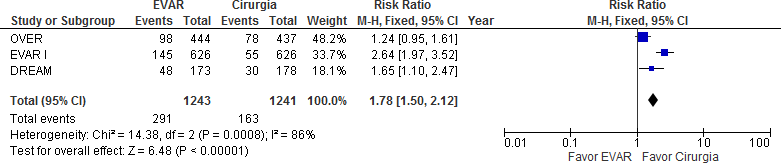 EVAR Cirurgia Risk Ratio Risk Ratio
Study or Subgroup Events Total Events Total Weight M-H, Fixed, 95% CI Year M-H, Fixed, 95% CI
OVER 98 444 78 437 48.2% 1.24 [0.95, 1.61]
EVAR I 145 626 55 626 33.7% 2.64 [1.97, 3.52]
DREAM 48 173 30 178 18.1% 1.65 [1.10, 2.47]
Total (95% CI) 1243 1241 100.0% 1.78 [1.50, 2.12]
Total events 291 163
Heterogeneity: Chi² = 14.38, df = 2 (P = 0.0008); I² = 86%
Test for overall effect: Z = 6.48 (P < 0.00001)
0.01 0.1 1 10 100
Favor EVAR Favor Cirurgia